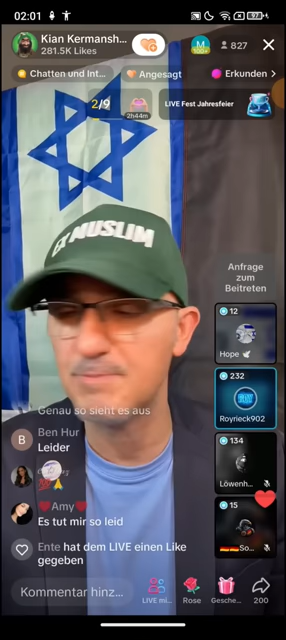 02:01
97
Kian Kermansh...
281.5K Likes
M
827
Chatten und Int...
Angesagt
Erkunden
2/9
2h44m
LIVE Fest Jahresfeier
EX MUSLIM
Anfrage
zum
Beitreten
12
Hope
232
Royrieck902
134
Löwenh...
15
So...
Genau so sieht es aus
B
Ben Hur
Leider
Amy
Es tut mir so leid
Ente hat dem LIVE einen Like
gegeben
Kommentar hinz...
LIVE mi...
Rose
Gesche...
200